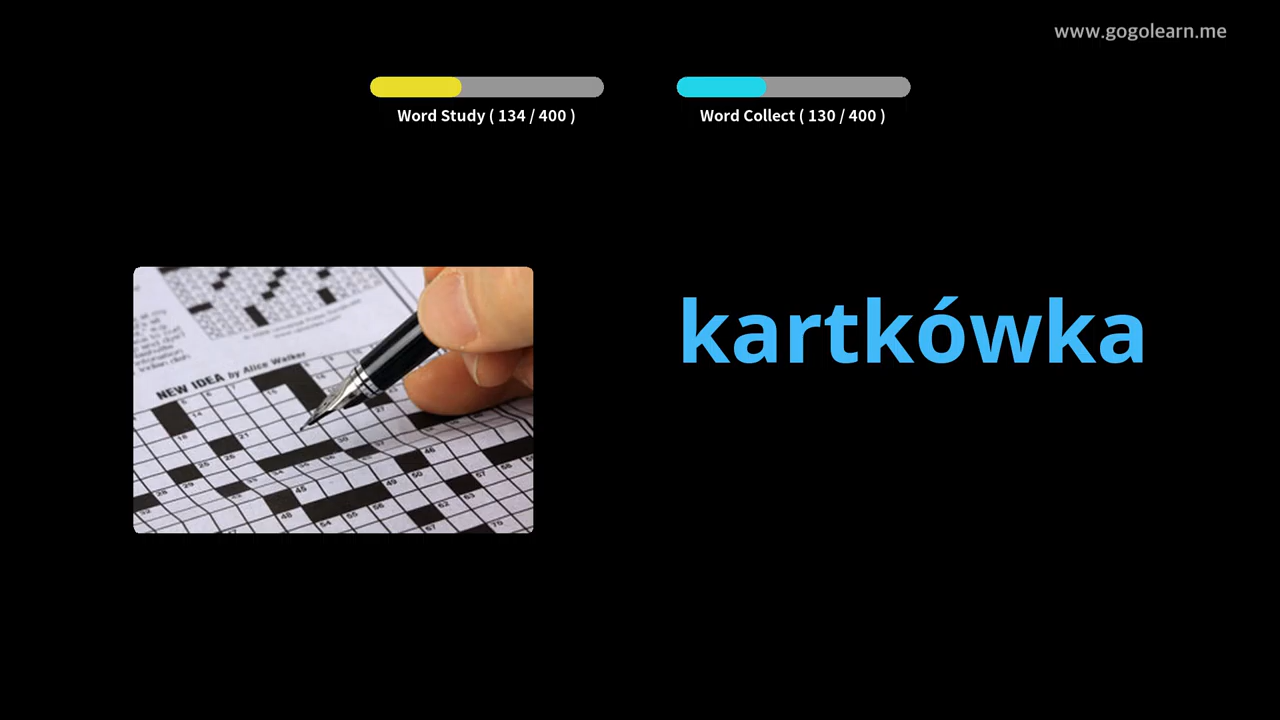 www.gogolearn.me
Word Study ( 134 / 400 )
Word Collect ( 130 / 400 )
kartkówka
NEW IDEA by Alice Walker